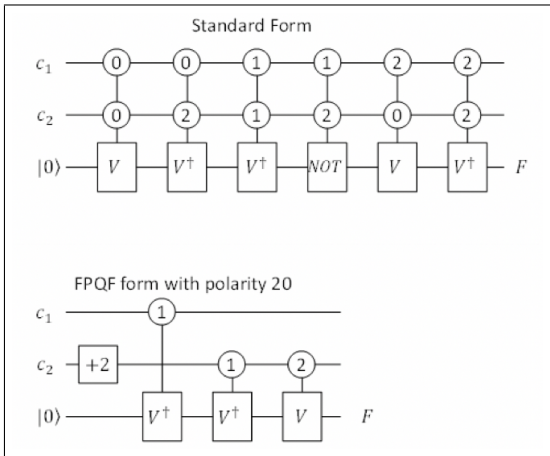 Standard Form
c₁ 0 0 1 1 2 2
c₂ 0 2 1 2 0 2
|0⟩ V V† V† NOT V V† F
FPQF form with polarity 20
c₁ 1
c₂ +2 1 2
|0⟩ V† V† V F